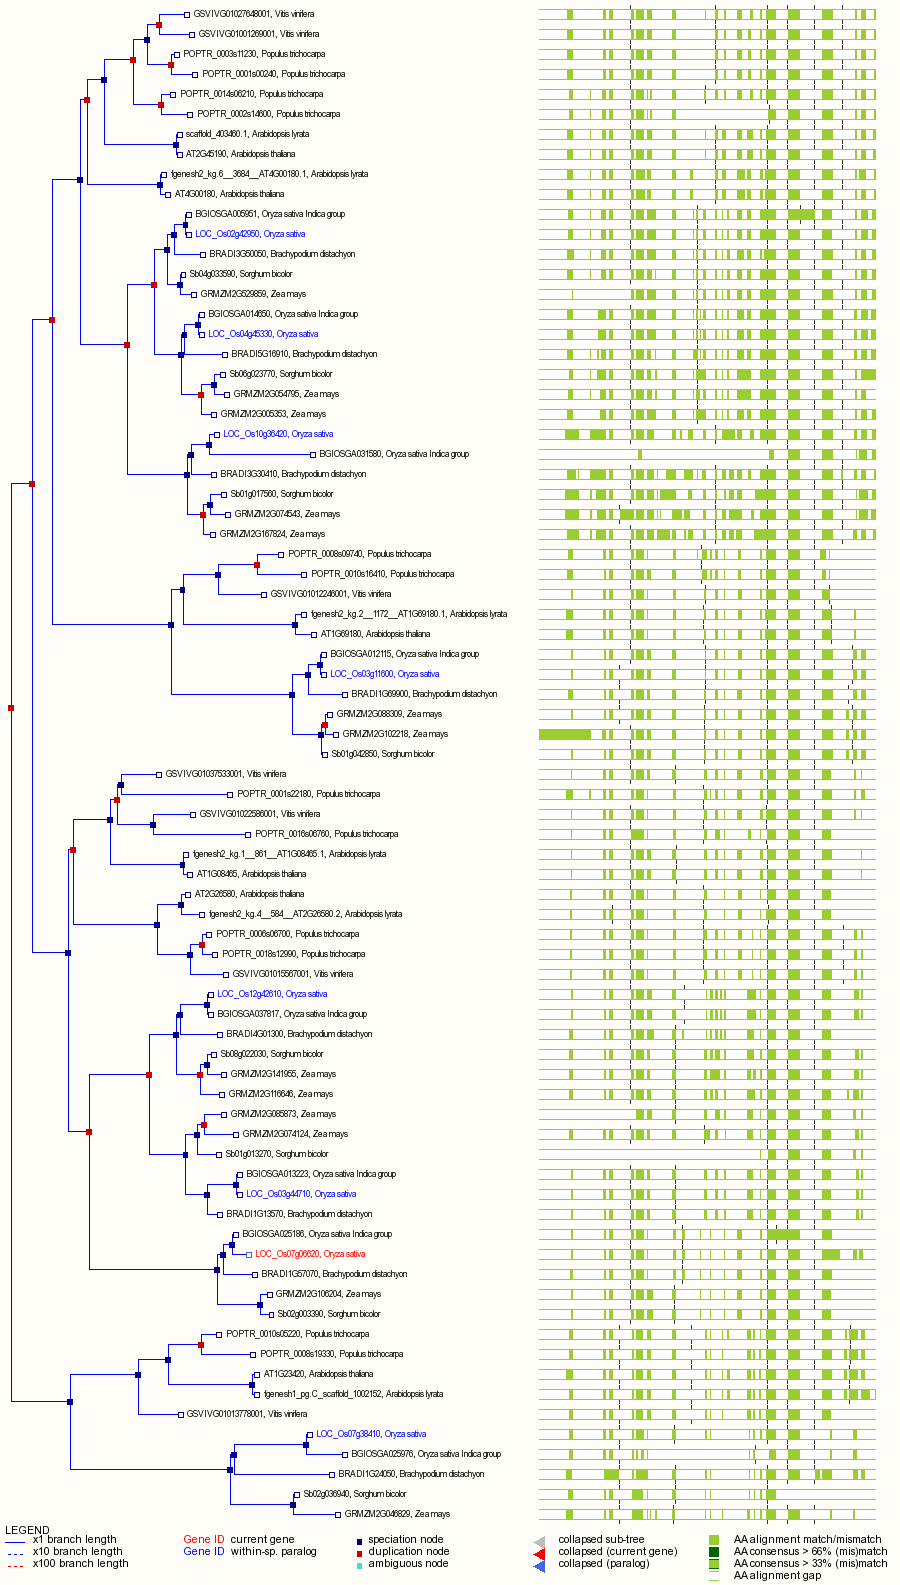 GSVIVG01027648001, Vitis vinifera
GSVIVG01001269001, Vitis vinifera
POPTR_0003s11230, Populus trichocarpa
POPTR_0001s00240, Populus trichocarpa
POPTR_0014s06210, Populus trichocarpa
POPTR_0002s14600, Populus trichocarpa
scaffold_403460.1, Arabidopsis lyrata
AT2G45190, Arabidopsis thaliana
fgenesh2_kg.6__3684__AT4G00180.1, Arabidopsis lyrata
AT4G00180, Arabidopsis thaliana
BGIOSGA005951, Oryza sativa Indica group
LOC_Os02g42950, Oryza sativa
BRADI3G50050, Brachypodium distachyon
Sb04g033590, Sorghum bicolor
GRMZM2G529859, Zea mays
BGIOSGA014650, Oryza sativa Indica group
LOC_Os04g45330, Oryza sativa
BRADI5G16910, Brachypodium distachyon
Sb06g023770, Sorghum bicolor
GRMZM2G054795, Zea mays
GRMZM2G005353, Zea mays
LOC_Os10g36420, Oryza sativa
BGIOSGA031580, Oryza sativa Indica group
BRADI3G30410, Brachypodium distachyon
Sb01g017560, Sorghum bicolor
GRMZM2G074543, Zea mays
GRMZM2G167824, Zea mays
POPTR_0008s09740, Populus trichocarpa
POPTR_0010s16410, Populus trichocarpa
GSVIVG01012246001, Vitis vinifera
fgenesh2_kg.2__1172__AT1G69180.1, Arabidopsis lyrata
AT1G69180, Arabidopsis thaliana
BGIOSGA012115, Oryza sativa Indica group
LOC_Os03g11600, Oryza sativa
BRADI1G69900, Brachypodium distachyon
GRMZM2G088309, Zea mays
GRMZM2G102218, Zea mays
Sb01g042850, Sorghum bicolor
GSVIVG01037533001, Vitis vinifera
POPTR_0001s22180, Populus trichocarpa
GSVIVG01022586001, Vitis vinifera
POPTR_0016s06760, Populus trichocarpa
fgenesh2_kg.1__861__AT1G08465.1, Arabidopsis lyrata
AT1G08465, Arabidopsis thaliana
AT2G26580, Arabidopsis thaliana
fgenesh2_kg.4__584__AT2G26580.2, Arabidopsis lyrata
POPTR_0006s06700, Populus trichocarpa
POPTR_0018s12990, Populus trichocarpa
GSVIVG01015567001, Vitis vinifera
LOC_Os12g42610, Oryza sativa
BGIOSGA037817, Oryza sativa Indica group
BRADI4G01300, Brachypodium distachyon
Sb08g022030, Sorghum bicolor
GRMZM2G141955, Zea mays
GRMZM2G116646, Zea mays
GRMZM2G085873, Zea mays
GRMZM2G074124, Zea mays
Sb01g013270, Sorghum bicolor
BGIOSGA013223, Oryza sativa Indica group
LOC_Os03g44710, Oryza sativa
BRADI1G13570, Brachypodium distachyon
BGIOSGA025186, Oryza sativa Indica group
LOC_Os07g06620, Oryza sativa
BRADI1G57070, Brachypodium distachyon
GRMZM2G106204, Zea mays
Sb02g003390, Sorghum bicolor
POPTR_0010s05220, Populus trichocarpa
POPTR_0008s19330, Populus trichocarpa
AT1G23420, Arabidopsis thaliana
fgenesh1_pg.C_scaffold_1002152, Arabidopsis lyrata
GSVIVG01013778001, Vitis vinifera
LOC_Os07g38410, Oryza sativa
BGIOSGA025976, Oryza sativa Indica group
BRADI1G24050, Brachypodium distachyon
Sb02g036940, Sorghum bicolor
GRMZM2G046829, Zea mays
LEGEND
x1 branch length
x10 branch length
x100 branch length
Gene ID current gene
Gene ID within-sp. paralog
speciation node
duplication node
ambiguous node
collapsed sub-tree
collapsed (current gene)
collapsed (paralog)
AA alignment match/mismatch
AA consensus > 66% (mis)match
AA consensus > 33% (mis)match
AA alignment gap